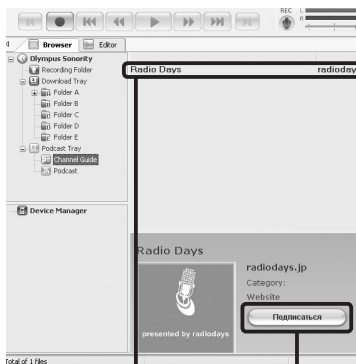 REC L
R
Browser Editor
Olympus Sonority
Recording Folder
Download Tray
Folder A
Folder B
Folder C
Folder D
Folder E
Podcast Tray
Channel Guide
Podcast
Radio Days radioday
Device Manager
Radio Days
radiodays.jp
Category:
Website
Подписаться
presented by radiodays
Total of 1 files